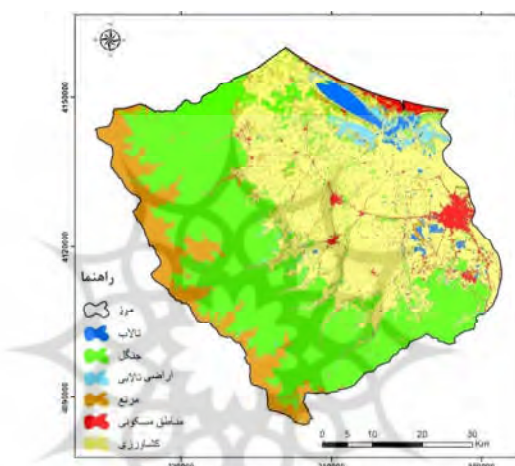 4150000
4120000
4090000
راهنما
مرز
تالاب
جنگل
اراضی تالابی
مرتع
مناطق مسکونی
کشاورزی
0 5 10 20 30
Km